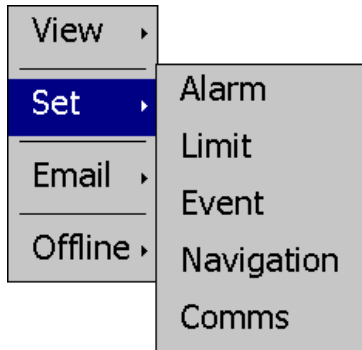 View
Set
Email
Offline
Alarm
Limit
Event
Navigation
Comms